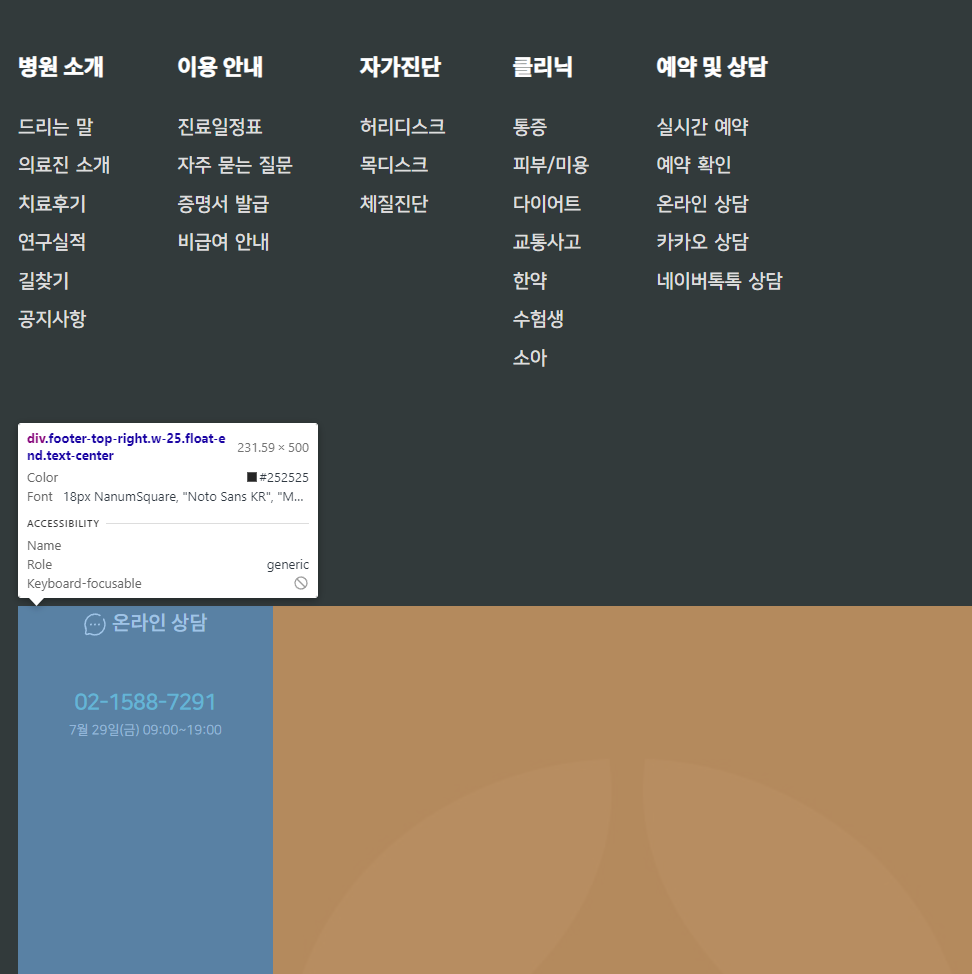 병원 소개
드리는 말
의료진 소개
치료후기
연구실적
길찾기
공지사항
이용 안내
진료일정표
자주 묻는 질문
증명서 발급
비급여 안내
자가진단
허리디스크
목디스크
체질진단
클리닉
통증
피부/미용
다이어트
교통사고
한약
수험생
소아
예약 및 상담
실시간 예약
예약 확인
온라인 상담
카카오 상담
네이버톡톡 상담
div.footer-top-right.w-25.float-e
nd.text-center
231.59 × 500
Color #252525
Font 18px NanumSquare, "Noto Sans KR", "M...
ACCESSIBILITY
Name
Role generic
Keyboard-focusable
온라인 상담
02-1588-7291
7월 29일(금) 09:00~19:00